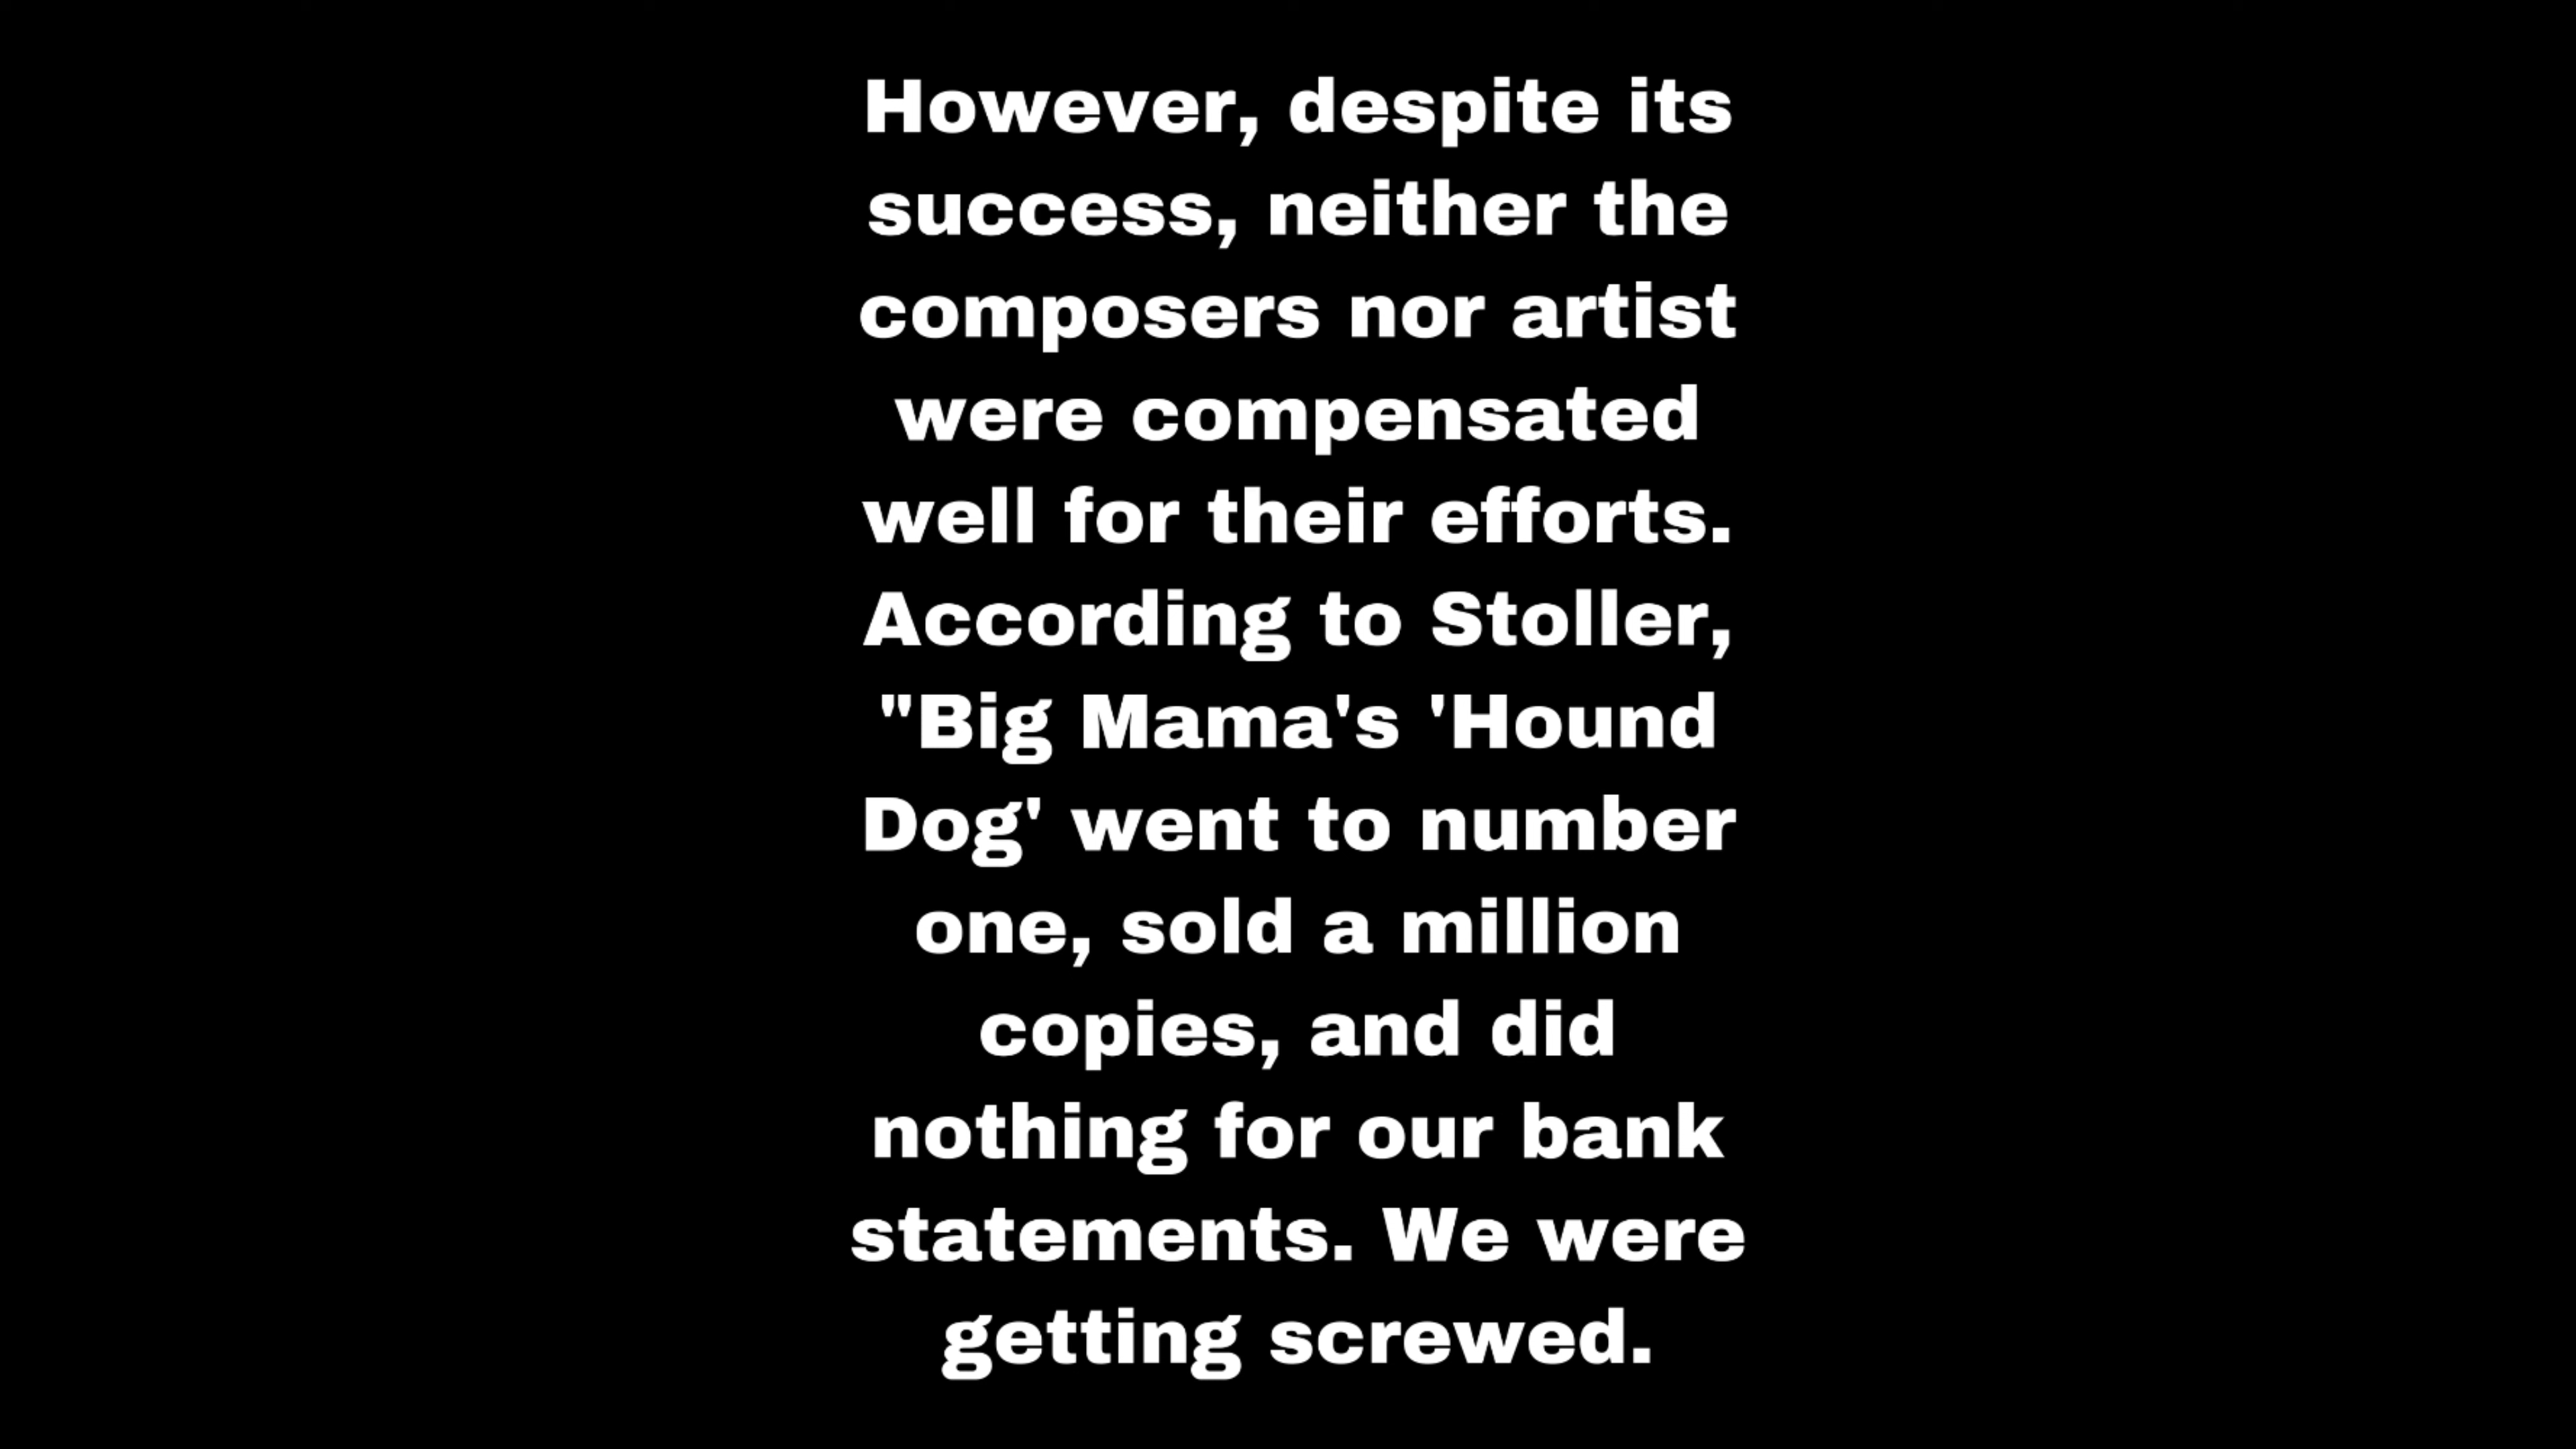 However, despite its
success, neither the
composers nor artist
were compensated
well for their efforts.
According to Stoller,
"Big Mama's 'Hound
Dog' went to number
one, sold a million
copies, and did
nothing for our bank
statements. We were
getting screwed.